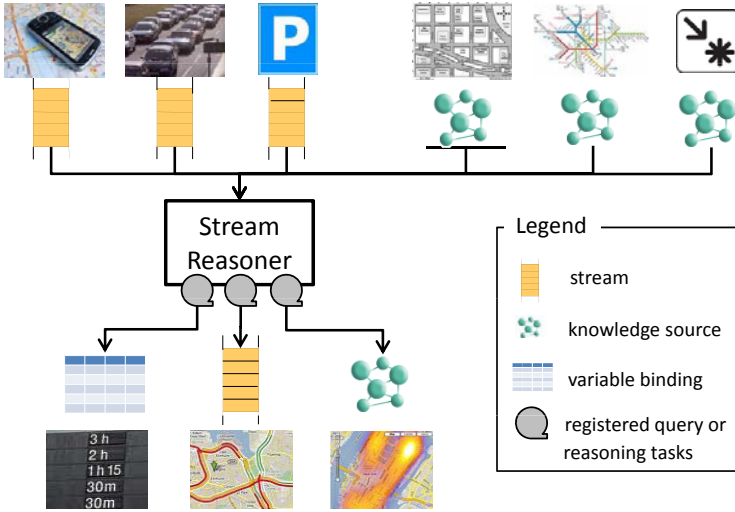 P
Stream
Reasoner
Legend
stream
knowledge source
variable binding
registered query or
reasoning tasks
3 h
2 h
1 h 15
30m
30m